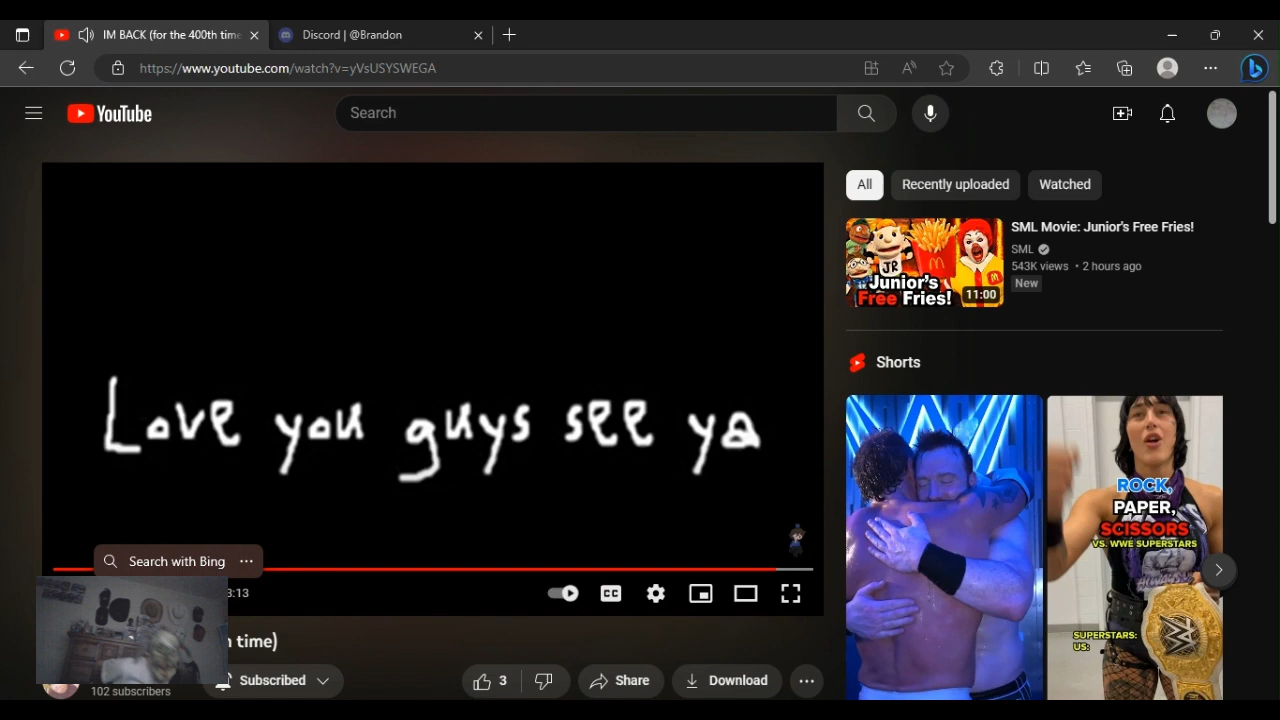 IM BACK (for the 400th time
Discord | @Brandon
https://www.youtube.com/watch?v=yVsUSYSWEGA
YouTube
Search
All
Recently uploaded
Watched
JR
Junior's
Free Fries!
11:00
SML Movie: Junior's Free Fries!
SML
543K views • 2 hours ago
New
Love you guys see ya
Shorts
ROCK,
PAPER,
SCISSORS
VS. WWE SUPERSTARS
SUPERSTARS:
US:
Search with Bing
3:13
CC
time)
102 subscribers
Subscribed
3
Share
Download